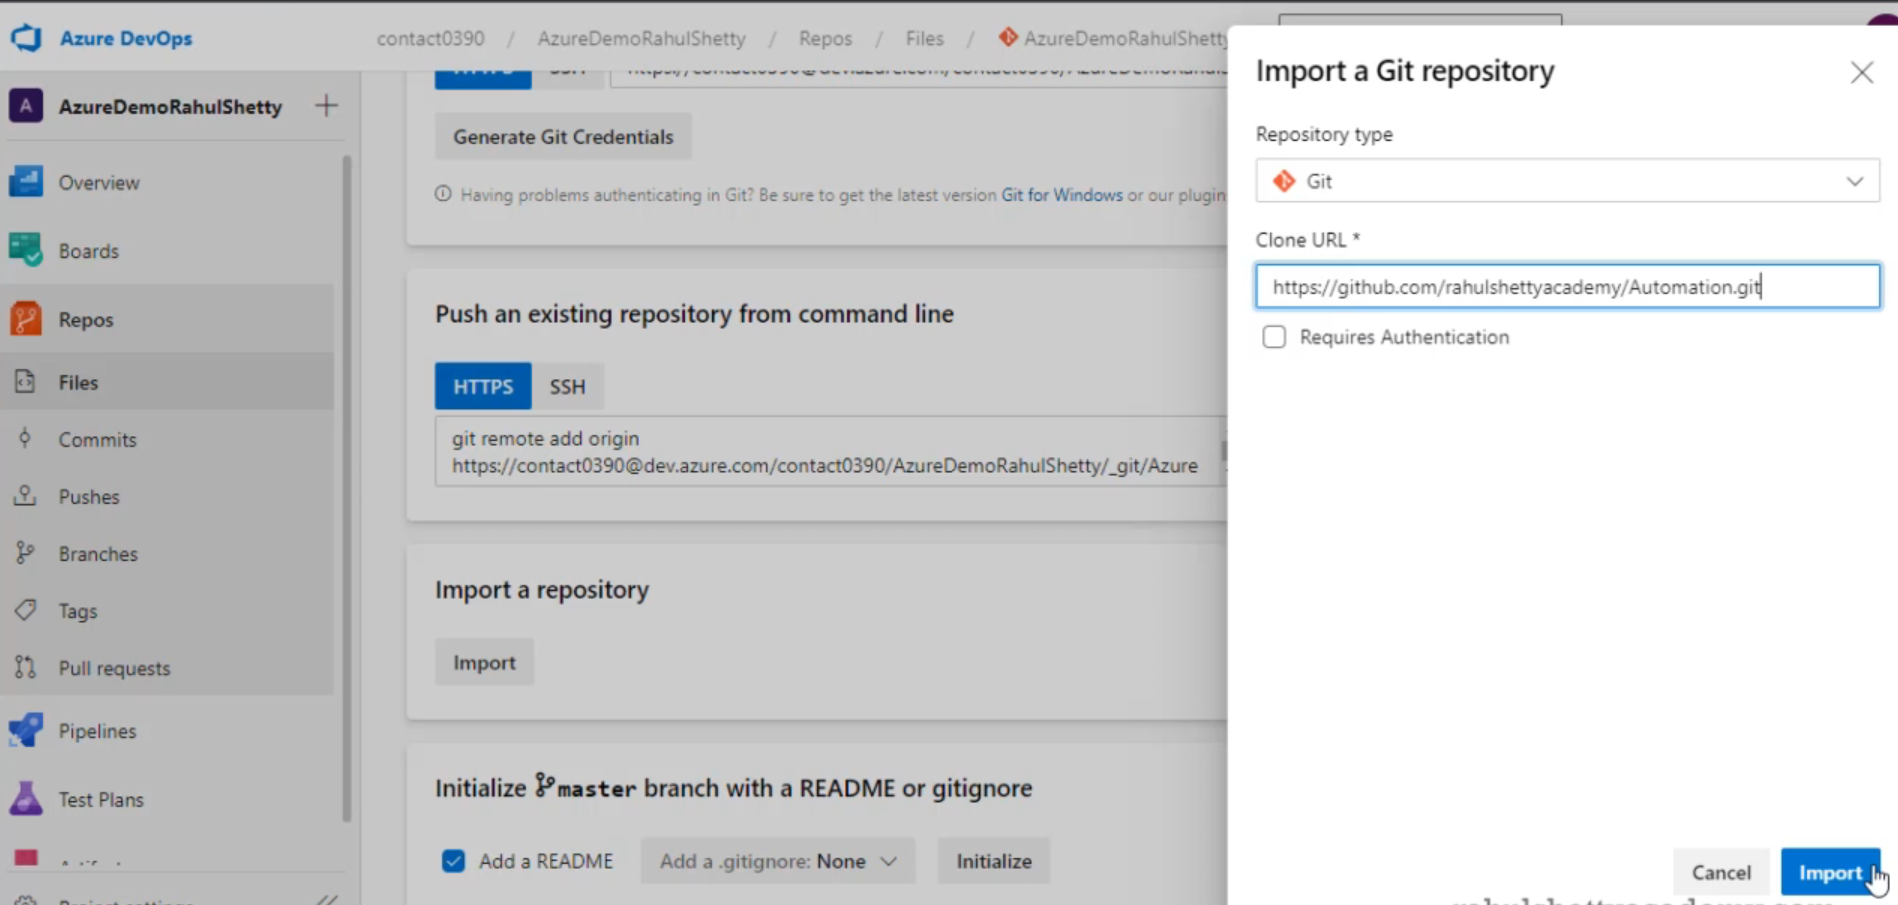 Azure DevOps
contact0390 / AzureDemoRahulShetty / Repos / Files / AzureDemoRahulShetty
A AzureDemoRahulShetty +
Overview
Boards
Repos
Files
Commits
Pushes
Branches
Tags
Pull requests
Pipelines
Test Plans
HTTPS SSH
Generate Git Credentials
Having problems authenticating in Git? Be sure to get the latest version Git for Windows or our plugin
Push an existing repository from command line
HTTPS SSH
git remote add origin
https://contact0390@dev.azure.com/contact0390/AzureDemoRahulShetty/_git/Azure
Import a repository
Import
Initialize master branch with a README or gitignore
Add a README Add a .gitignore: None Initialize
Import a Git repository
Repository type
Git
Clone URL *
https://github.com/rahulshettyacademy/Automation.git
Requires Authentication
Cancel Import